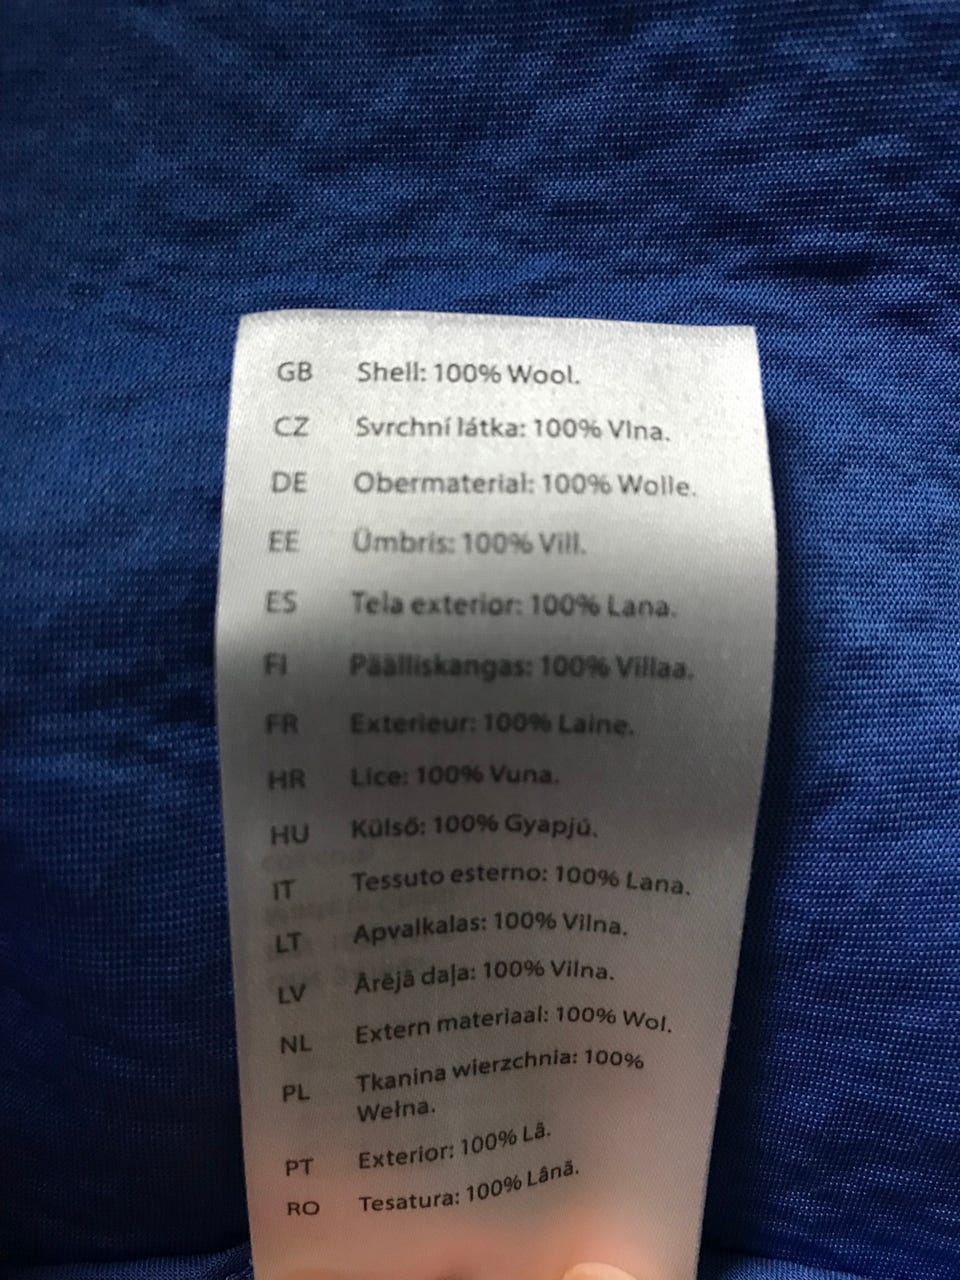 GB Shell: 100% Wool.
CZ Svrchní látka: 100% Vlna.
DE Obermaterial: 100% Wolle.
EE Ümbris: 100% Vill.
ES Tela exterior: 100% Lana.
FI Päälliskangas: 100% Villaa.
FR Exterieur: 100% Laine.
HR Lice: 100% Vuna.
HU Külső: 100% Gyapjú.
IT Tessuto esterno: 100% Lana.
LT Apvalkalas: 100% Vilna.
LV Ārējā daļa: 100% Vilna.
NL Extern materiaal: 100% Wol.
PL Tkanina wierzchnia: 100%
Wełna.
PT Exterior: 100% Lã.
RO Tesatura: 100% Lână.